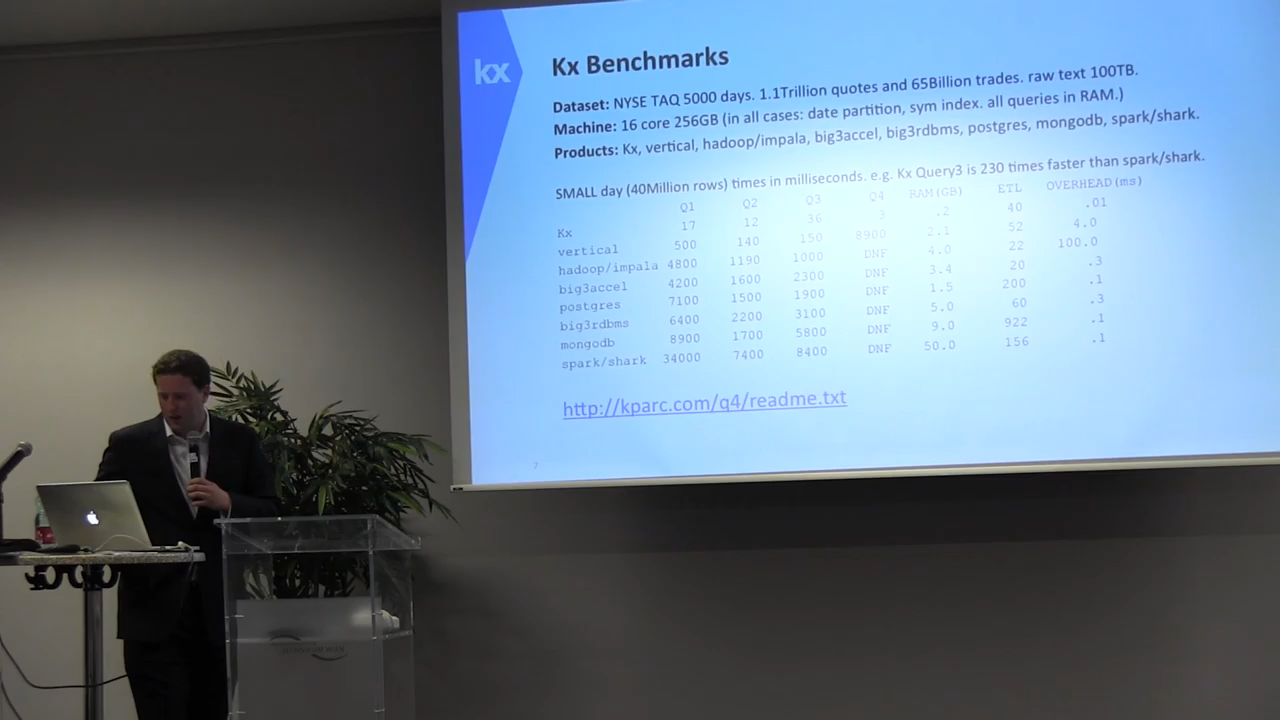 kx
Kx Benchmarks
Dataset: NYSE TAQ 5000 days. 1.1Trillion quotes and 65Billion trades. raw text 100TB.
Machine: 16 core 256GB (in all cases: date partition, sym index. all queries in RAM.)
Products: Kx, vertical, hadoop/impala, big3accel, big3rdbms, postgres, mongodb, spark/shark.
SMALL day (40Million rows) times in milliseconds. e.g. Kx Query3 is 230 times faster than spark/shark.
Q1 Q2 Q3 Q4 RAM(GB) ETL OVERHEAD(ms)
Kx 17 12 36 3 .2 40 .01
vertical 500 140 150 8900 2.1 52 4.0
hadoop/impala 4800 1190 1000 DNF 4.0 22 100.0
big3accel 4200 1600 2300 DNF 3.4 20 .3
postgres 7100 1500 1900 DNF 1.5 200 .1
big3rdbms 6400 2200 3100 DNF 5.0 60 .3
mongodb 8900 1700 5800 DNF 9.0 922 .1
spark/shark 34000 7400 8400 DNF 50.0 156 .1
http://kparc.com/q4/readme.txt
7